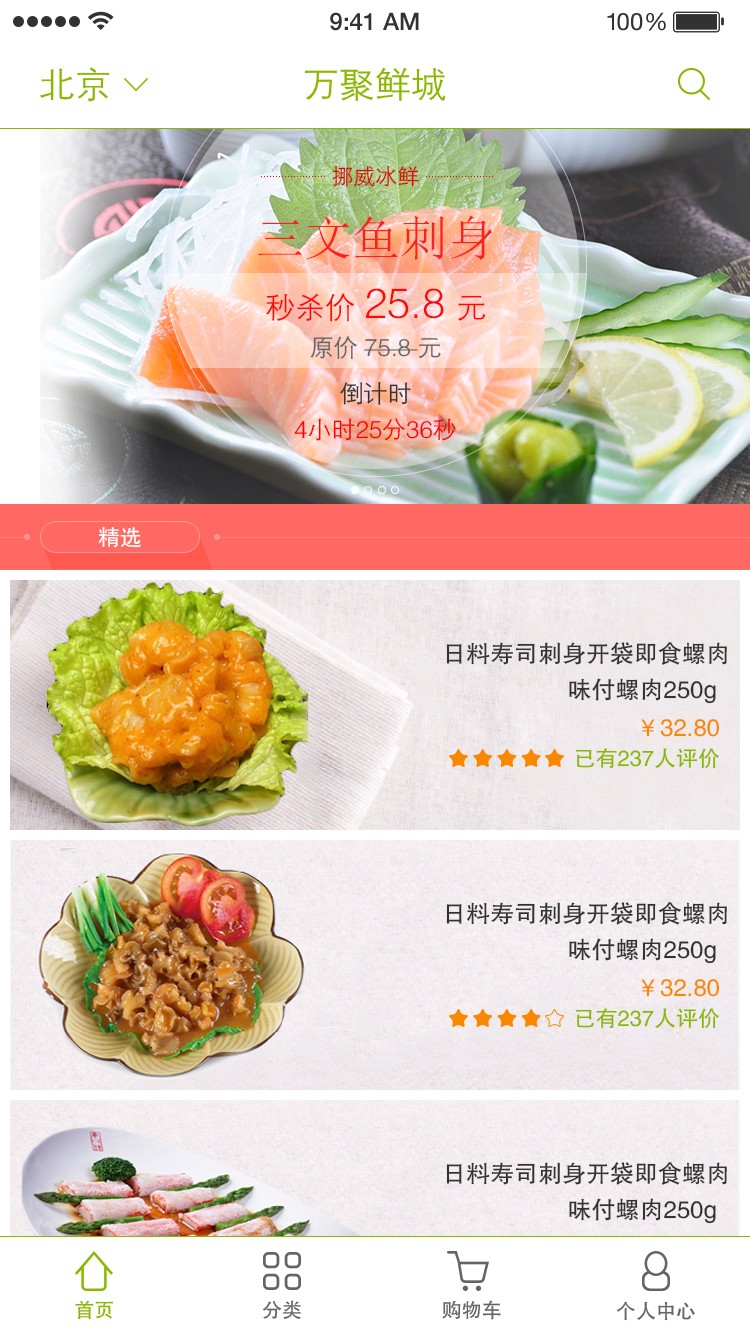 9:41 AM 100%
北京 万聚鲜城
挪威冰鲜
三文鱼刺身
秒杀价 25.8 元
原价 75.8 元
倒计时
4小时25分36秒
精选
日料寿司刺身开袋即食螺肉
味付螺肉250g
¥32.80
已有237人评价
日料寿司刺身开袋即食螺肉
味付螺肉250g
¥32.80
已有237人评价
日料寿司刺身开袋即食螺肉
味付螺肉250g
首页 分类 购物车 个人中心